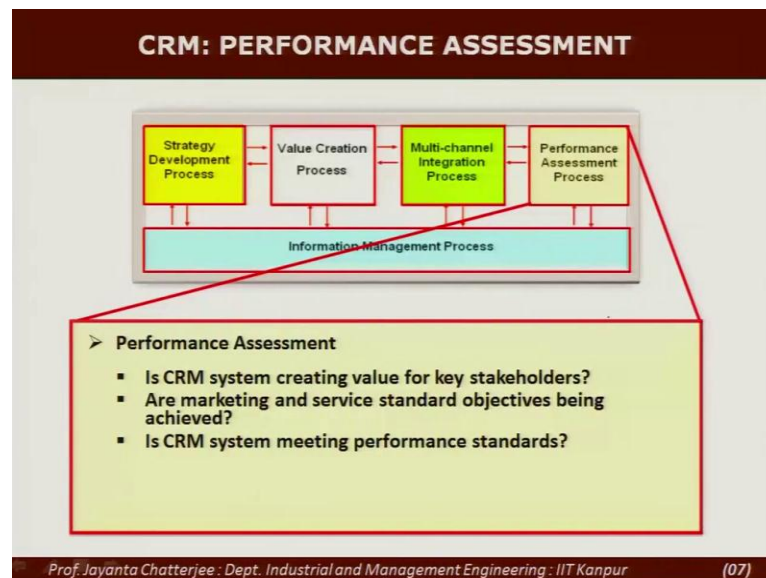 CRM: PERFORMANCE ASSESSMENT
Strategy
Development
Process
Value Creation
Process
Multi-channel
Integration
Process
Performance
Assessment
Process
Information Management Process
➤ Performance Assessment
▪ Is CRM system creating value for key stakeholders?
▪ Are marketing and service standard objectives being
achieved?
▪ Is CRM system meeting performance standards?
Prof. Jayanta Chatterjee : Dept. Industrial and Management Engineering : IIT Kanpur (07)